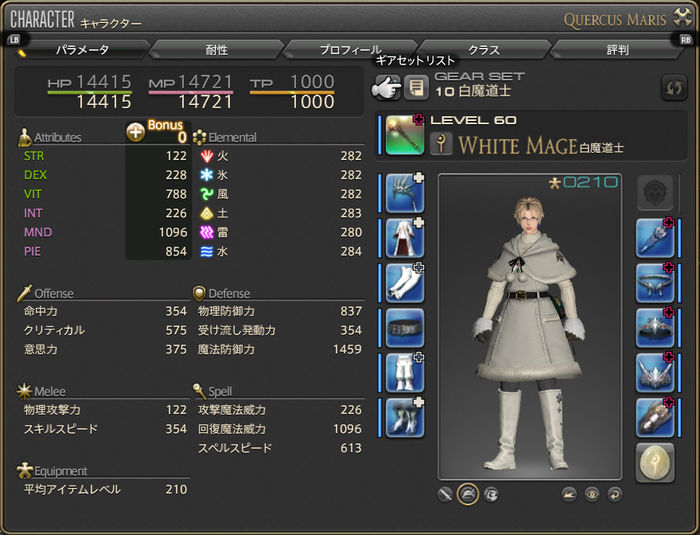 CHARACTER キャラクター
QUERCUS MARIS
LB パラメータ 耐性 プロフィール クラス 評判 RB
ギアセットリスト
HP 14415 MP 14721 TP 1000
14415 14721 1000
GEAR SET
10 白魔道士
LEVEL 60
WHITE MAGE 白魔道士
Attributes Bonus 0 Elemental
STR 122 火 282
DEX 228 氷 282
VIT 788 風 282
INT 226 土 283
MND 1096 雷 280
PIE 854 水 284
0210
Offense Defense
命中力 354 物理防御力 837
クリティカル 575 受け流し発動力 354
意思力 375 魔法防御力 1459
Melee Spell
物理攻撃力 122 攻撃魔法威力 226
スキルスピード 354 回復魔法威力 1096
スペルスピード 613
Equipment
平均アイテムレベル 210